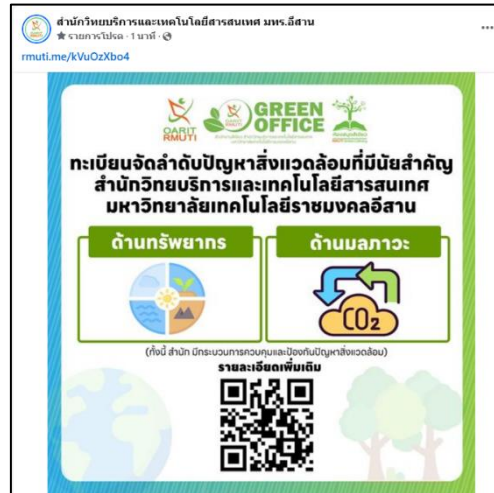 สำนักวิทยบริการและเทคโนโลยีสารสนเทศ มทร.อีสาน
รายการโปรด · 1 นาที ·
rmuti.me/kVuOzXbo4
OARIT
RMUTI
GREEN
OFFICE
ทะเบียนจัดลำดับปัญหาสิ่งแวดล้อมที่มีนัยสำคัญ
สำนักวิทยบริการและเทคโนโลยีสารสนเทศ
มหาวิทยาลัยเทคโนโลยีราชมงคลอีสาน
ด้านทรัพยากร
ด้านมลภาวะ
CO2
(ทั้งนี้ สำนัก มีกระบวนการควบคุมและป้องกันปัญหาสิ่งแวดล้อม)
รายละเอียดเพิ่มเติม